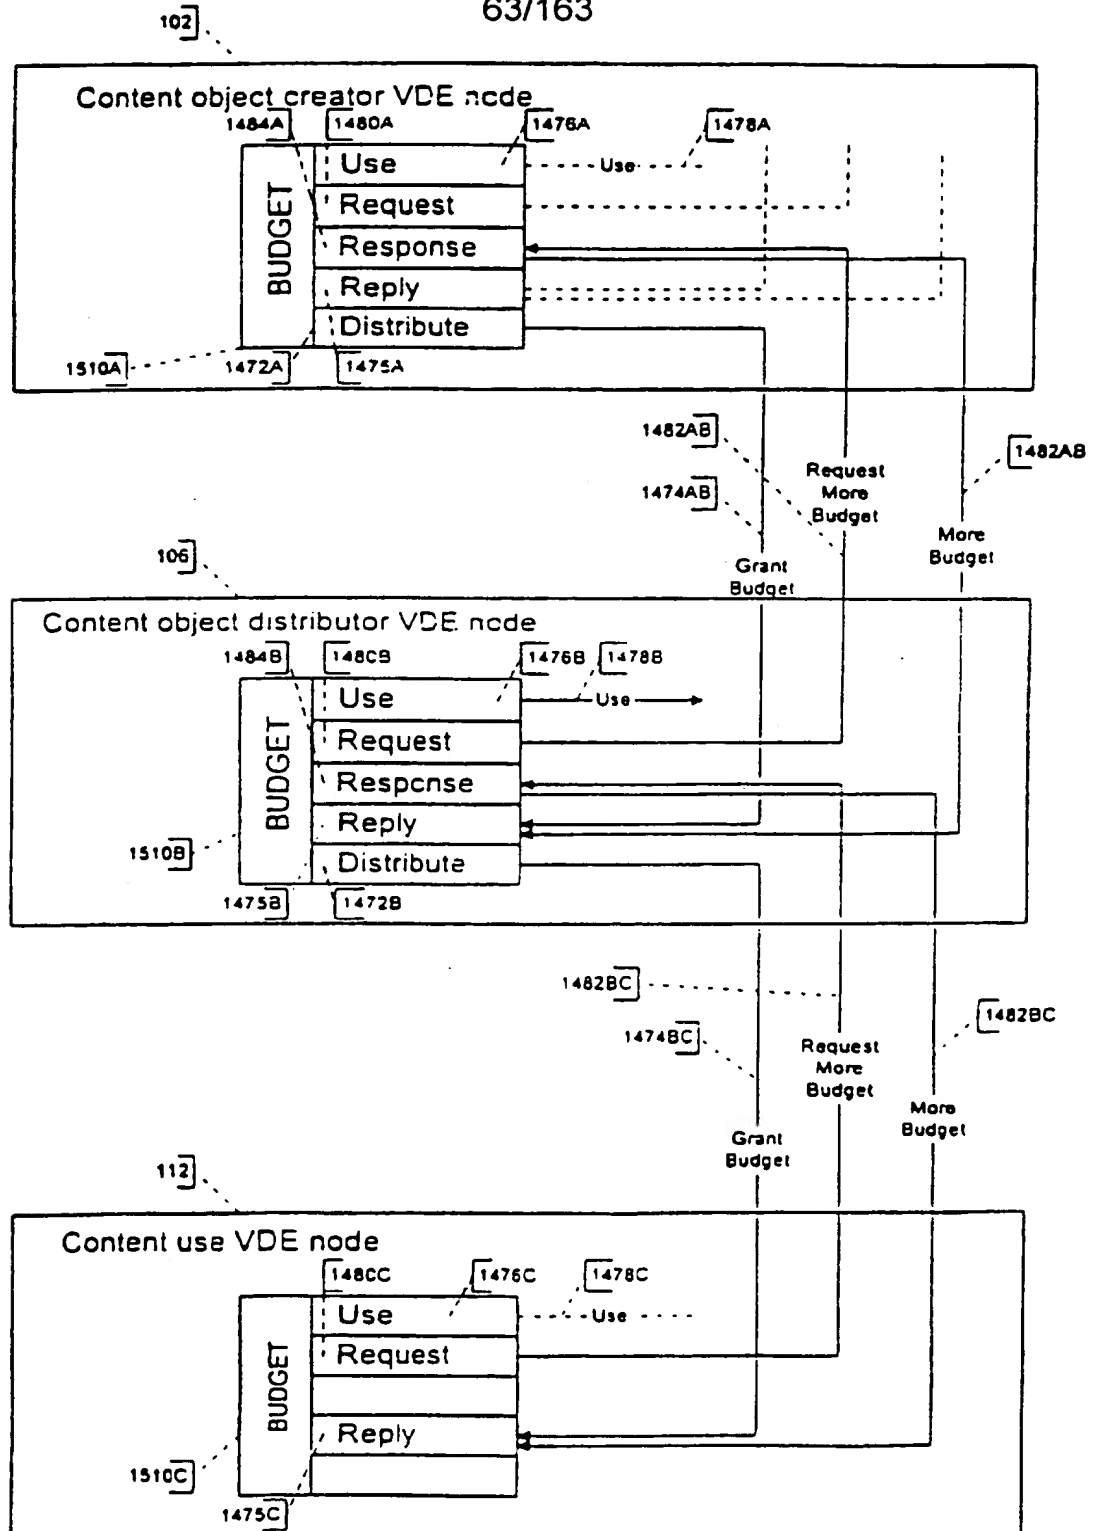 63/163
102
Content object creator VDE node
1484A
1480A
1476A
1478A
BUDGET
Use
Use
Request
Response
Reply
Distribute
1510A
1472A
1475A
1482AB
1482AB
1474AB
Request
More
Budget
More
Budget
Grant
Budget
106
Content object distributor VDE node
1484B
1480B
1476B
1478B
BUDGET
Use
Use
Request
Response
Reply
Distribute
1510B
1475B
1472B
1482BC
1482BC
1474BC
Request
More
Budget
More
Budget
Grant
Budget
112
Content use VDE node
1480C
1476C
1478C
BUDGET
Use
Use
Request
Reply
1510C
1475C